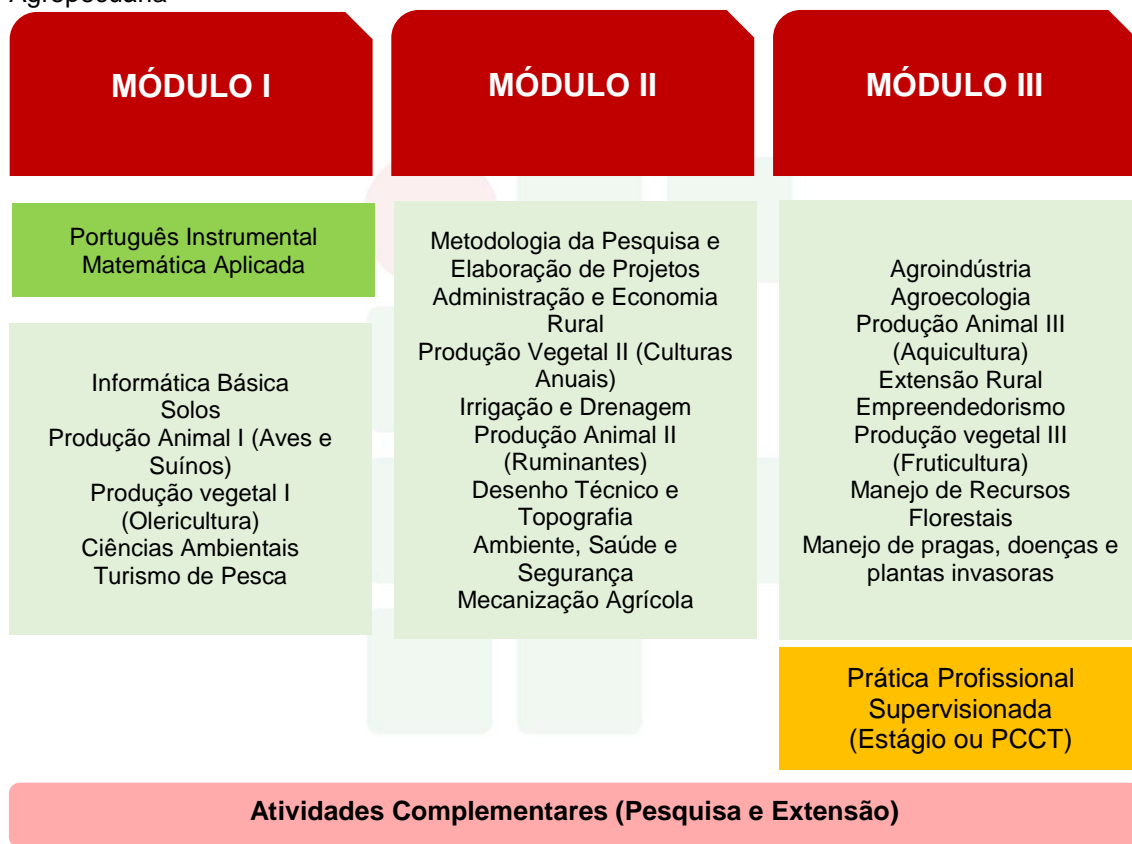 Agropecuária
MÓDULO I
Português Instrumental
Matemática Aplicada
Informática Básica
Solos
Produção Animal I (Aves e
Suínos)
Produção vegetal I
(Olericultura)
Ciências Ambientais
Turismo de Pesca
MÓDULO II
Metodologia da Pesquisa e
Elaboração de Projetos
Administração e Economia
Rural
Produção Vegetal II (Culturas
Anuais)
Irrigação e Drenagem
Produção Animal II
(Ruminantes)
Desenho Técnico e
Topografia
Ambiente, Saúde e
Segurança
Mecanização Agrícola
MÓDULO III
Agroindústria
Agroecologia
Produção Animal III
(Aquicultura)
Extensão Rural
Empreendedorismo
Produção vegetal III
(Fruticultura)
Manejo de Recursos
Florestais
Manejo de pragas, doenças e
plantas invasoras
Prática Profissional
Supervisionada
(Estágio ou PCCT)
Atividades Complementares (Pesquisa e Extensão)